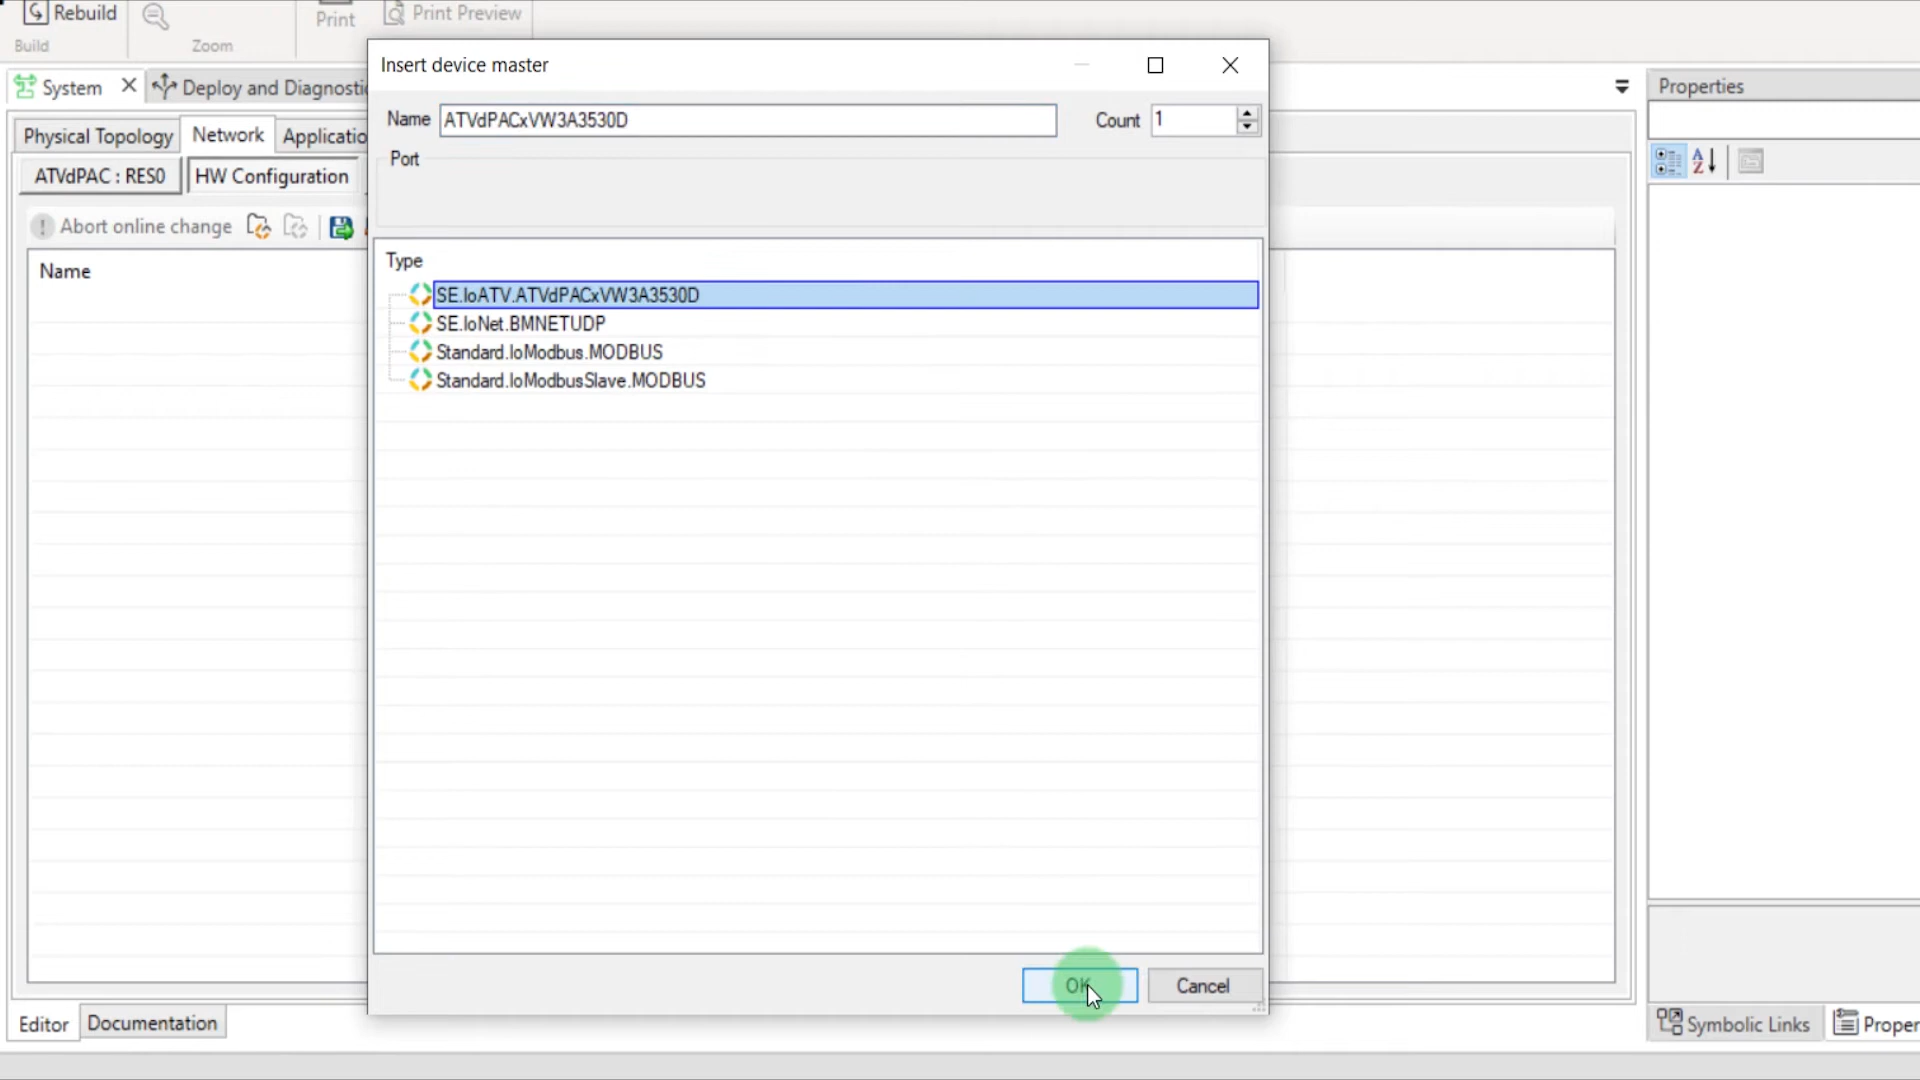 Rebuild
Print
Print Preview
Build
Zoom
Insert device master
System
Deploy and Diagnosti
Properties
Name ATVdPACxVW3A3530D Count 1
Physical Topology Network Applicatio
Port
ATVdPAC : RES0 HW Configuration
Abort online change
Type
Name
SE.IoATV.ATVdPACxVW3A3530D
SE.IoNet.BMNETUDP
Standard.IoModbus.MODBUS
Standard.IoModbusSlave.MODBUS
OK Cancel
Editor Documentation
Symbolic Links Proper